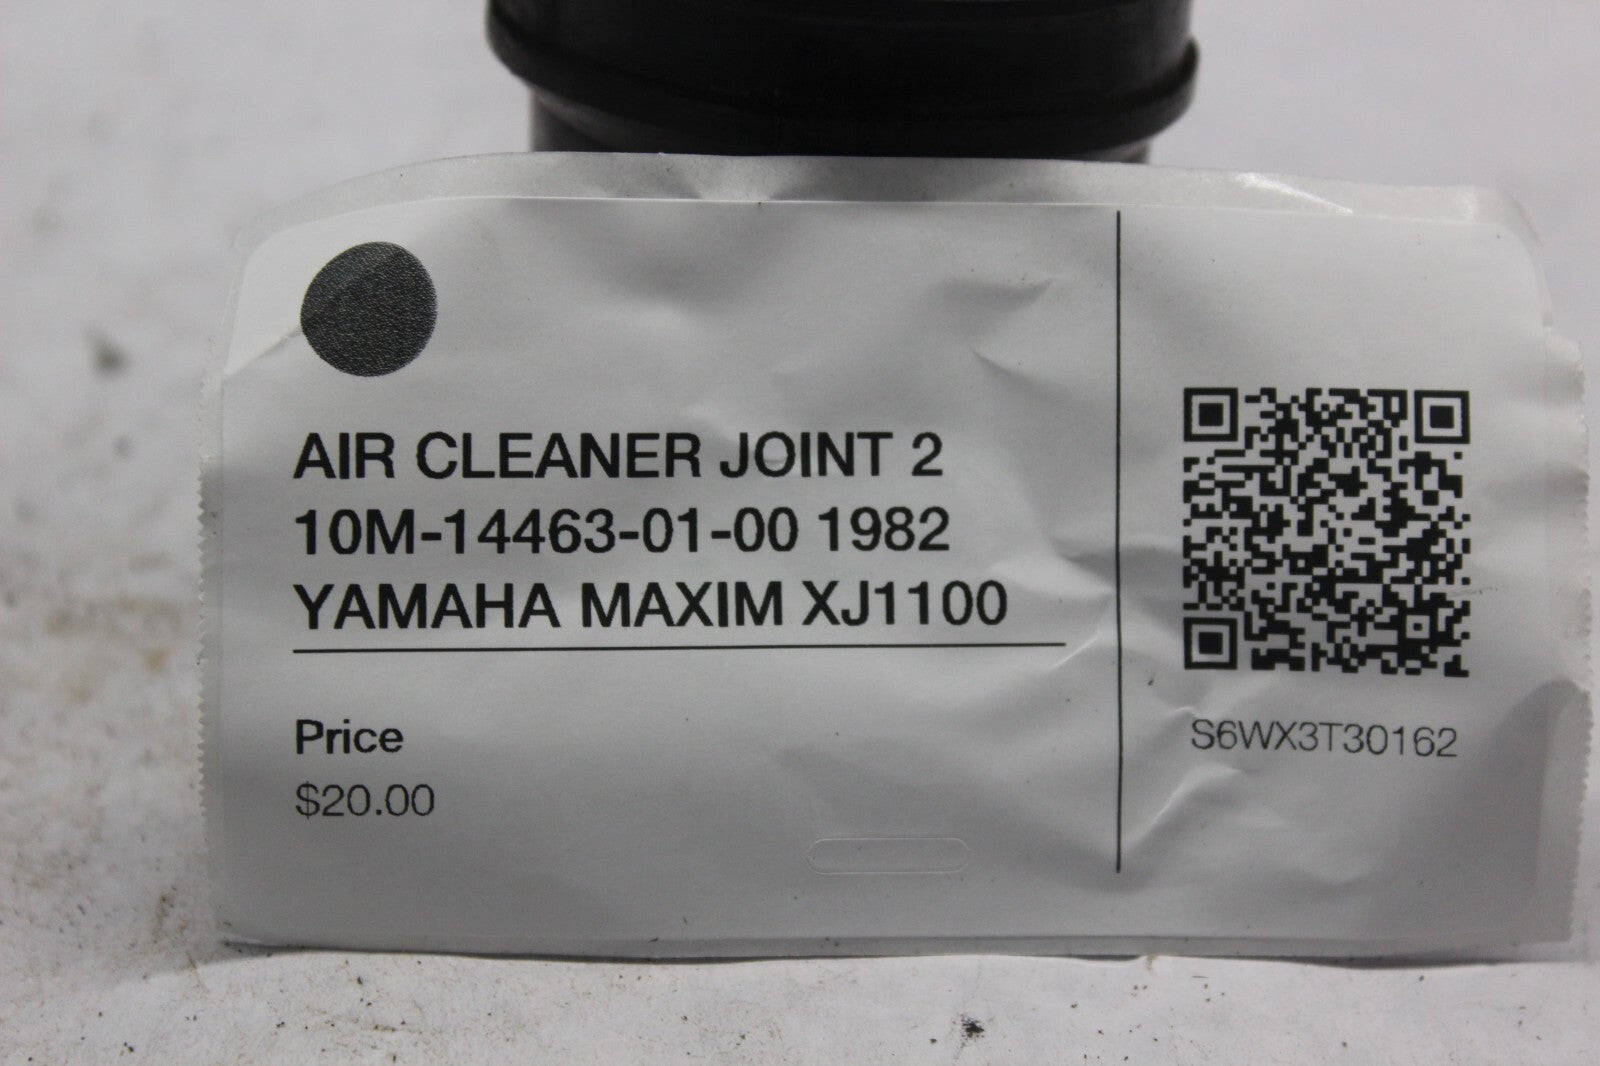 AIR CLEANER JOINT 2
10M-14463-01-00 1982
YAMAHA MAXIM XJ1100
Price
$20.00
S6WX3T30162